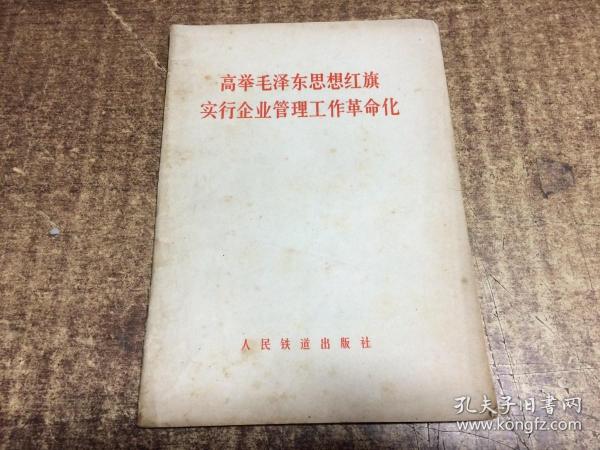 高举毛泽东思想红旗
实行企业管理工作革命化
人民铁道出版社
孔夫子旧书网
www.kongfz.com